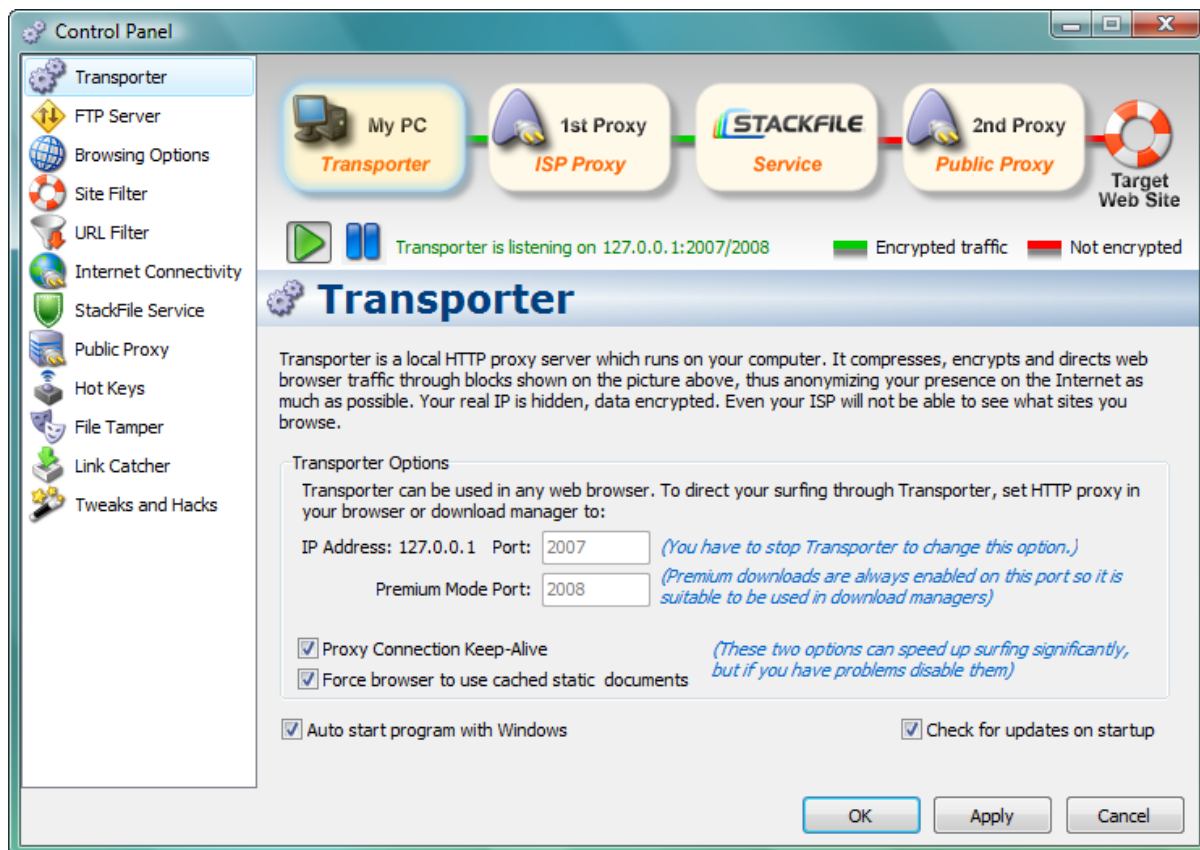 Control Panel
Transporter
FTP Server
Browsing Options
Site Filter
URL Filter
Internet Connectivity
StackFile Service
Public Proxy
Hot Keys
File Tamper
Link Catcher
Tweaks and Hacks
My PC
Transporter
1st Proxy
ISP Proxy
STACKFILE
Service
2nd Proxy
Public Proxy
Target
Web Site
Transporter is listening on 127.0.0.1:2007/2008
Encrypted traffic
Not encrypted
Transporter
Transporter is a local HTTP proxy server which runs on your computer. It compresses, encrypts and directs web
browser traffic through blocks shown on the picture above, thus anonymizing your presence on the Internet as
much as possible. Your real IP is hidden, data encrypted. Even your ISP will not be able to see what sites you
browse.
Transporter Options
Transporter can be used in any web browser. To direct your surfing through Transporter, set HTTP proxy in
your browser or download manager to:
IP Address: 127.0.0.1 Port: 2007 (You have to stop Transporter to change this option.)
Premium Mode Port: 2008 (Premium downloads are always enabled on this port so it is
suitable to be used in download managers)
Proxy Connection Keep-Alive (These two options can speed up surfing significantly,
Force browser to use cached static documents but if you have problems disable them)
Auto start program with Windows
Check for updates on startup
OK
Apply
Cancel